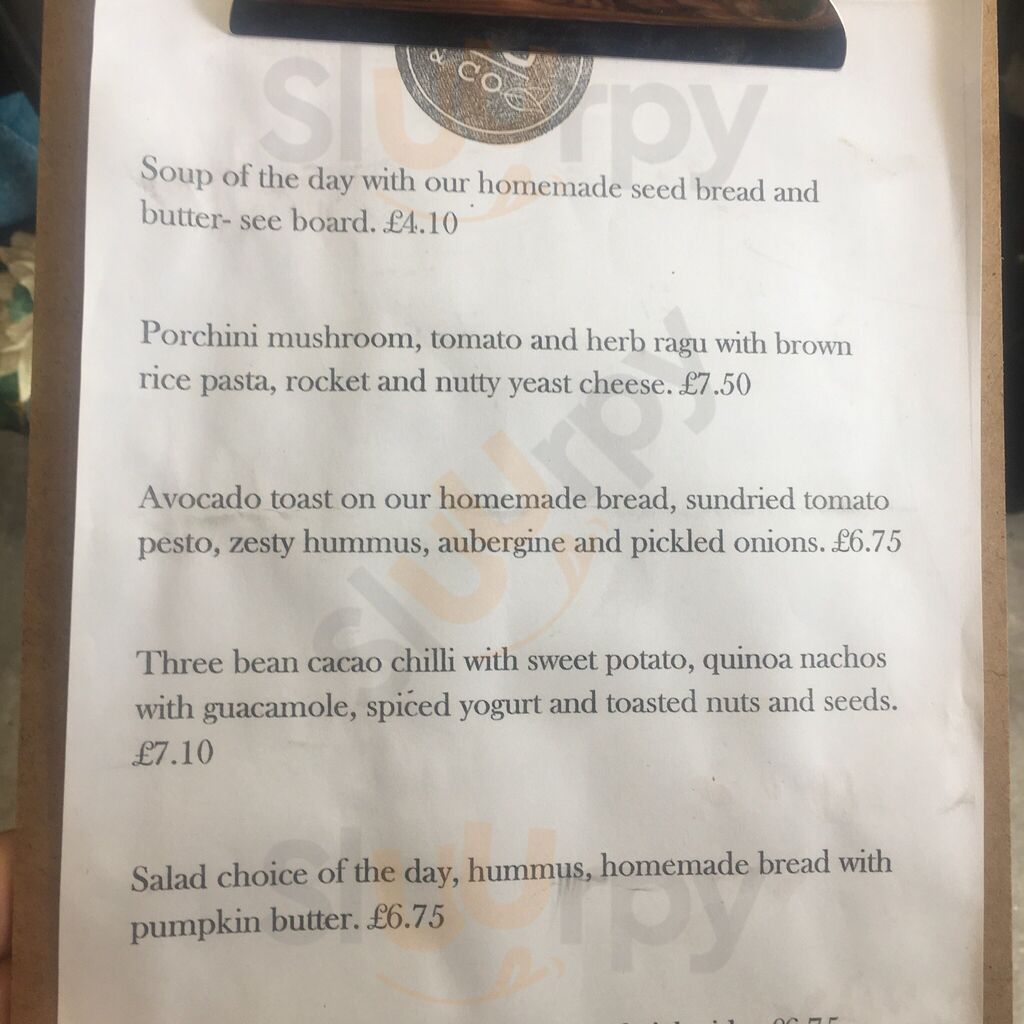 & CO
Soup of the day with our homemade seed bread and
butter- see board. £4.10
Porchini mushroom, tomato and herb ragu with brown
rice pasta, rocket and nutty yeast cheese. £7.50
Avocado toast on our homemade bread, sundried tomato
pesto, zesty hummus, aubergine and pickled onions. £6.75
Three bean cacao chilli with sweet potato, quinoa nachos
with guacamole, spiced yogurt and toasted nuts and seeds.
£7.10
Salad choice of the day, hummus, homemade bread with
pumpkin butter. £6.75
sluurpy
sluurpy
sluurpy